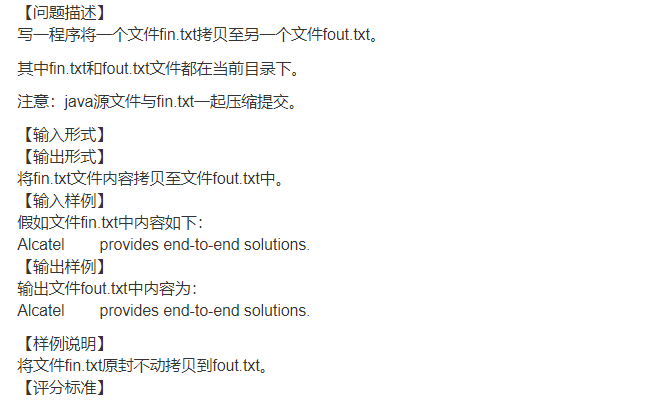 【问题描述】
写一程序将一个文件fin.txt拷贝至另一个文件fout.txt。
其中fin.txt和fout.txt文件都在当前目录下。
注意：java源文件与fin.txt一起压缩提交。
【输入形式】
【输出形式】
将fin.txt文件内容拷贝至文件fout.txt中。
【输入样例】
假如文件fin.txt中内容如下：
Alcatel        provides end-to-end solutions.
【输出样例】
输出文件fout.txt中内容为：
Alcatel        provides end-to-end solutions.
【样例说明】
将文件fin.txt原封不动拷贝到fout.txt。
【评分标准】